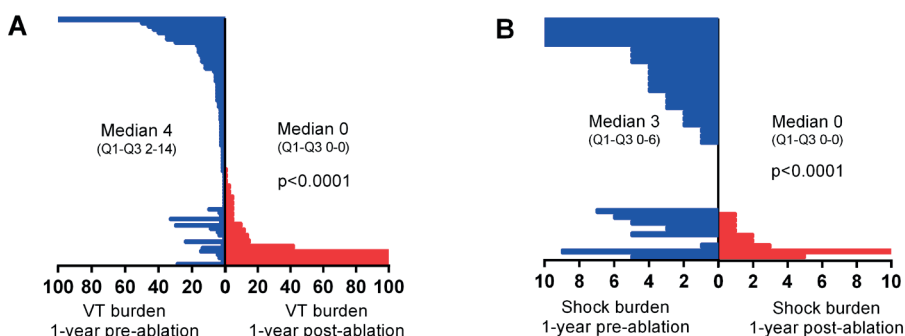 A
Median 4
(Q1-Q3 2-14)
Median 0
(Q1-Q3 0-0)
p<0.0001
100 80 60 40 20 0 20 40 60 80 100
VT burden
1-year pre-ablation
VT burden
1-year post-ablation
B
Median 3
(Q1-Q3 0-6)
Median 0
(Q1-Q3 0-0)
p<0.0001
10 8 6 4 2 0 2 4 6 8 10
Shock burden
1-year pre-ablation
Shock burden
1-year post-ablation